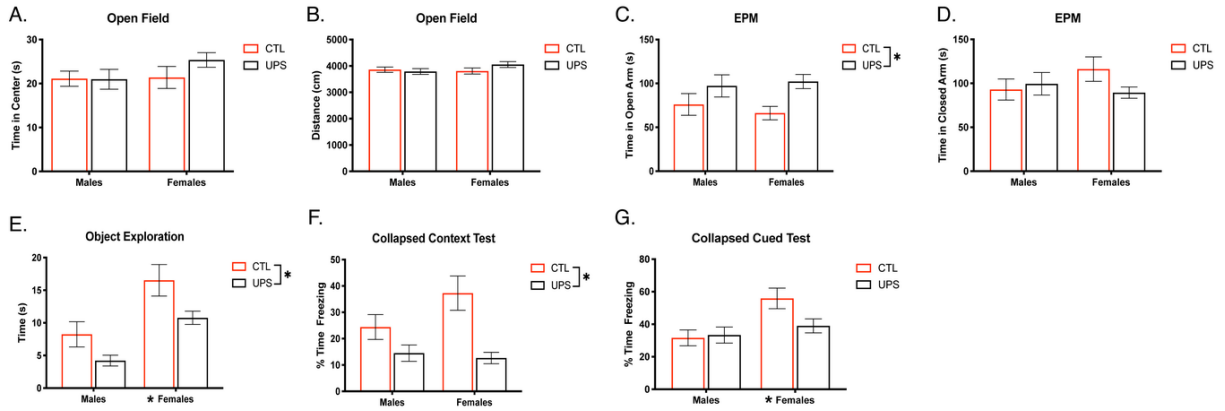 A.
Open Field
Time in Center (s)
30
20
10
0
Males
Females
CTL
UPS
B.
Open Field
Distance (cm)
5000
4000
3000
2000
1000
0
Males
Females
CTL
UPS
C.
EPM
Time in Open Arm (s)
150
100
50
0
Males
Females
CTL
UPS
*
D.
EPM
Time in Closed Arm (s)
150
100
50
0
Males
Females
CTL
UPS
E.
Object Exploration
Time (s)
20
15
10
5
0
Males
* Females
CTL
UPS
*
F.
Collapsed Context Test
% Time Freezing
50
40
30
20
10
0
Males
Females
CTL
UPS
*
G.
Collapsed Cued Test
% Time Freezing
80
60
40
20
0
Males
* Females
CTL
UPS